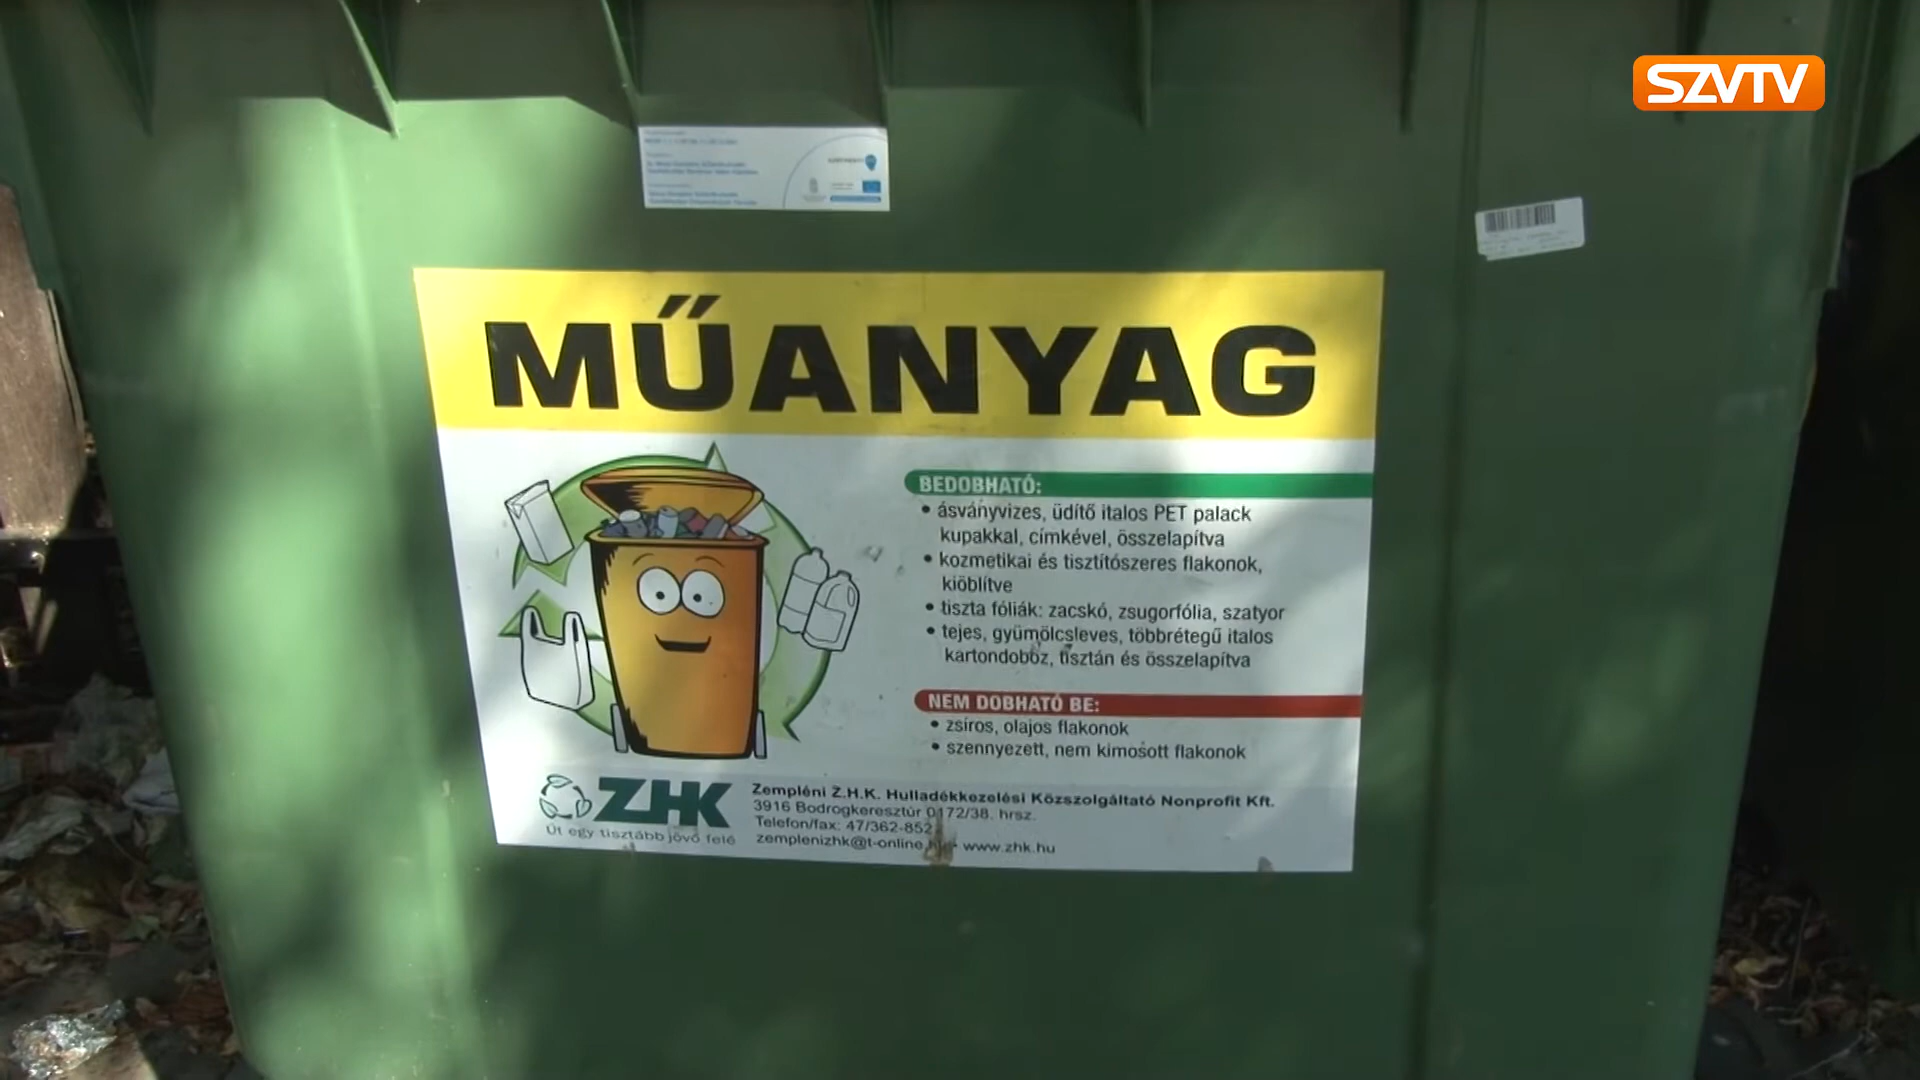 SZVTV
MŰANYAG
BEDOBHATÓ:
• ásványvizes, üdítő italos PET palack
kupakkal, címkével, összelapítva
• kozmetikai és tisztítószeres flakonok,
kiöblítve
• tiszta fóliák: zacskó, zsugorfólia, szatyor
• tejes, gyümölcsleves, többrétegű italos
kartondoboz, tisztán és összelapítva
NEM DOBHATÓ BE:
• zsíros, olajos flakonok
• szennyezett, nem kimosott flakonok
ZHK
Út egy tisztább jövő felé
Zempléni Z.H.K. Hulladékkezelési Közszolgáltató Nonprofit Kft.
3916 Bodrogkeresztúr 0172/38. hrsz.
Telefon/fax: 47/362-852
zemplenizhk@t-online. • www.zhk.hu